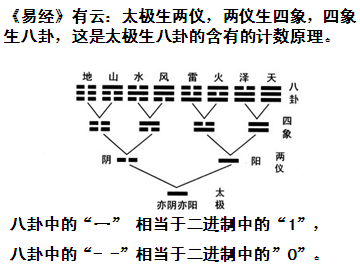 《易经》有云：太极生两仪，两仪生四象，四象
生八卦，这是太极生八卦的含有的计数原理。
地 山 水 风 雷 火 泽 天
八卦
四象
阴 阳 两仪
亦阴亦阳 太极
八卦中的“一” 相当于二进制中的“1”，
八卦中的“- -”相当于二进制中的”0”。